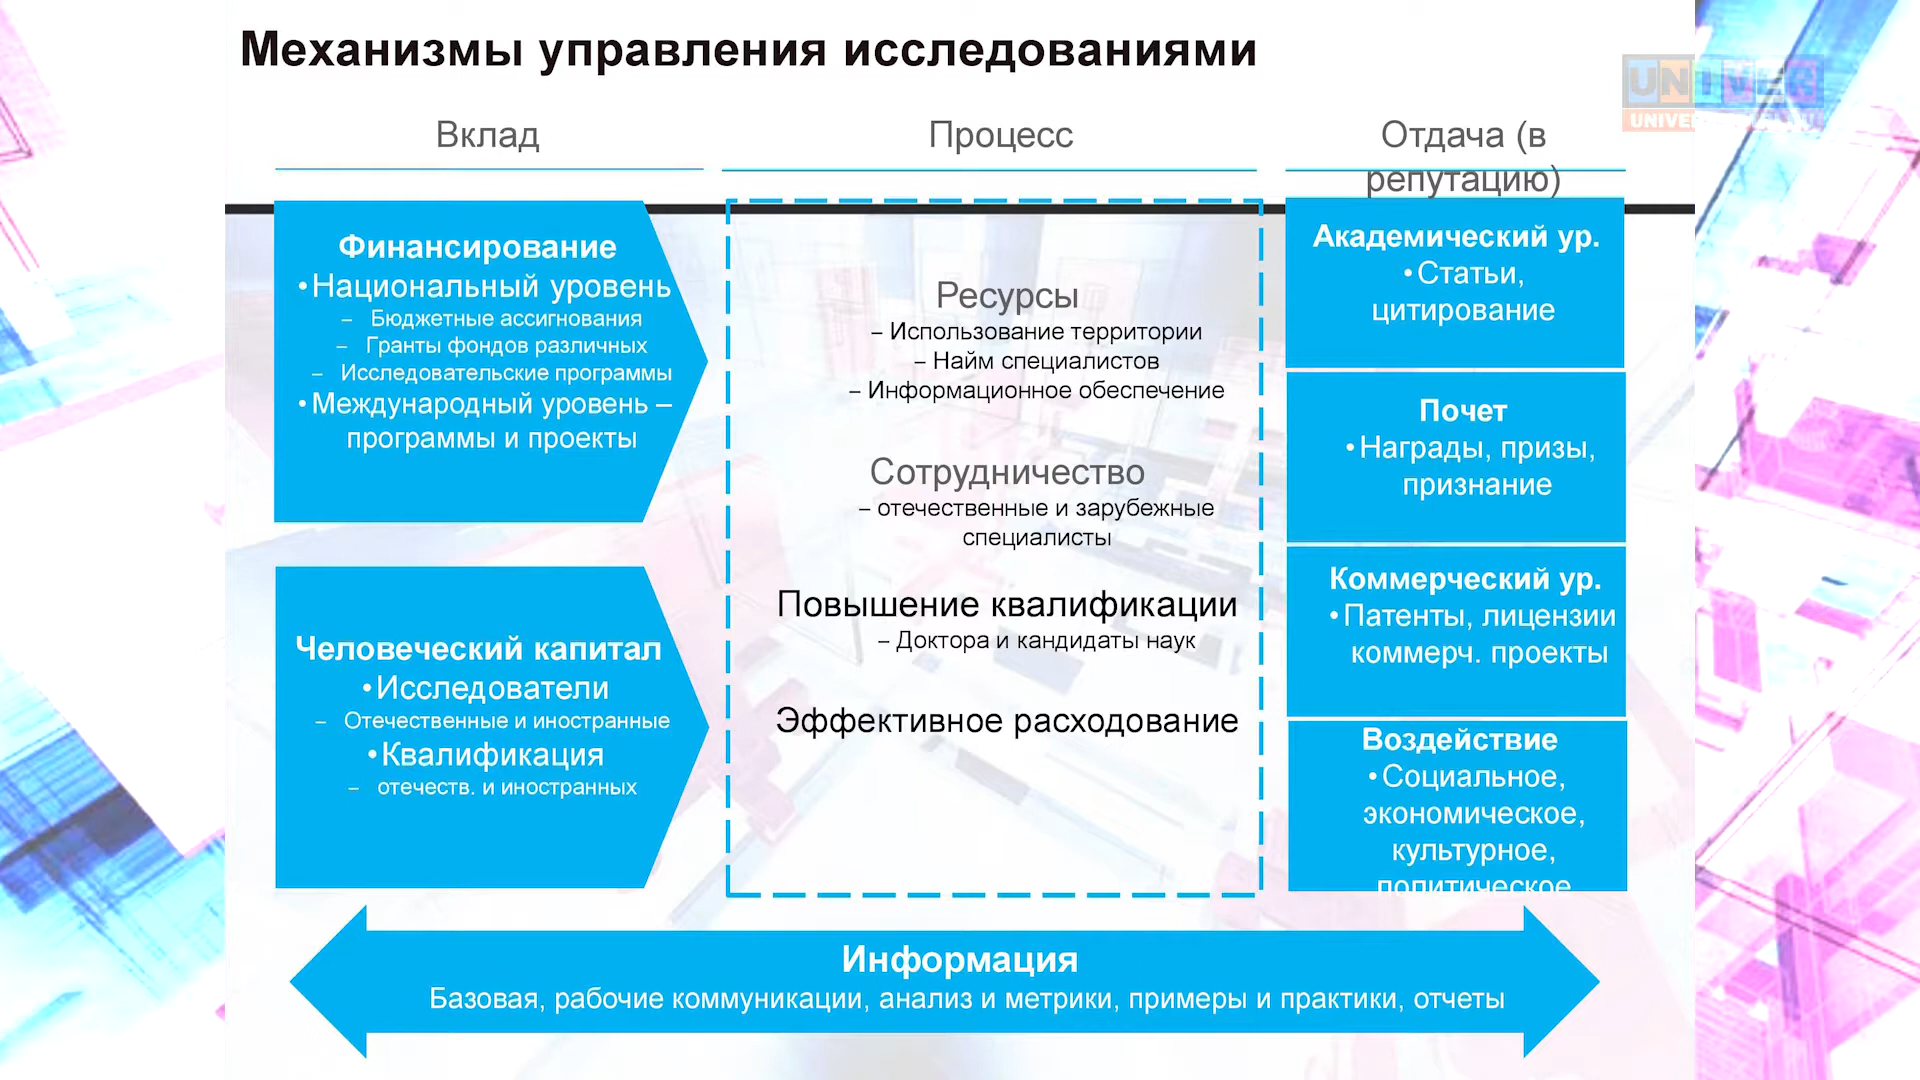 Механизмы управления исследованиями
UNIVER
Вклад
Процесс
Отдача (в
репутацию)
Финансирование
•Национальный уровень
– Бюджетные ассигнования
– Гранты фондов различных
– Исследовательские программы
•Международный уровень –
программы и проекты
Человеческий капитал
•Исследователи
– Отечественные и иностранные
•Квалификация
– отечеств. и иностранных
Ресурсы
– Использование территории
– Найм специалистов
– Информационное обеспечение
Сотрудничество
– отечественные и зарубежные
специалисты
Повышение квалификации
– Доктора и кандидаты наук
Эффективное расходование
Академический ур.
•Статьи,
цитирование
Почет
•Награды, призы,
признание
Коммерческий ур.
•Патенты, лицензии
коммерч. проекты
Воздействие
•Социальное,
экономическое,
культурное,
политическое
Информация
Базовая, рабочие коммуникации, анализ и метрики, примеры и практики, отчеты